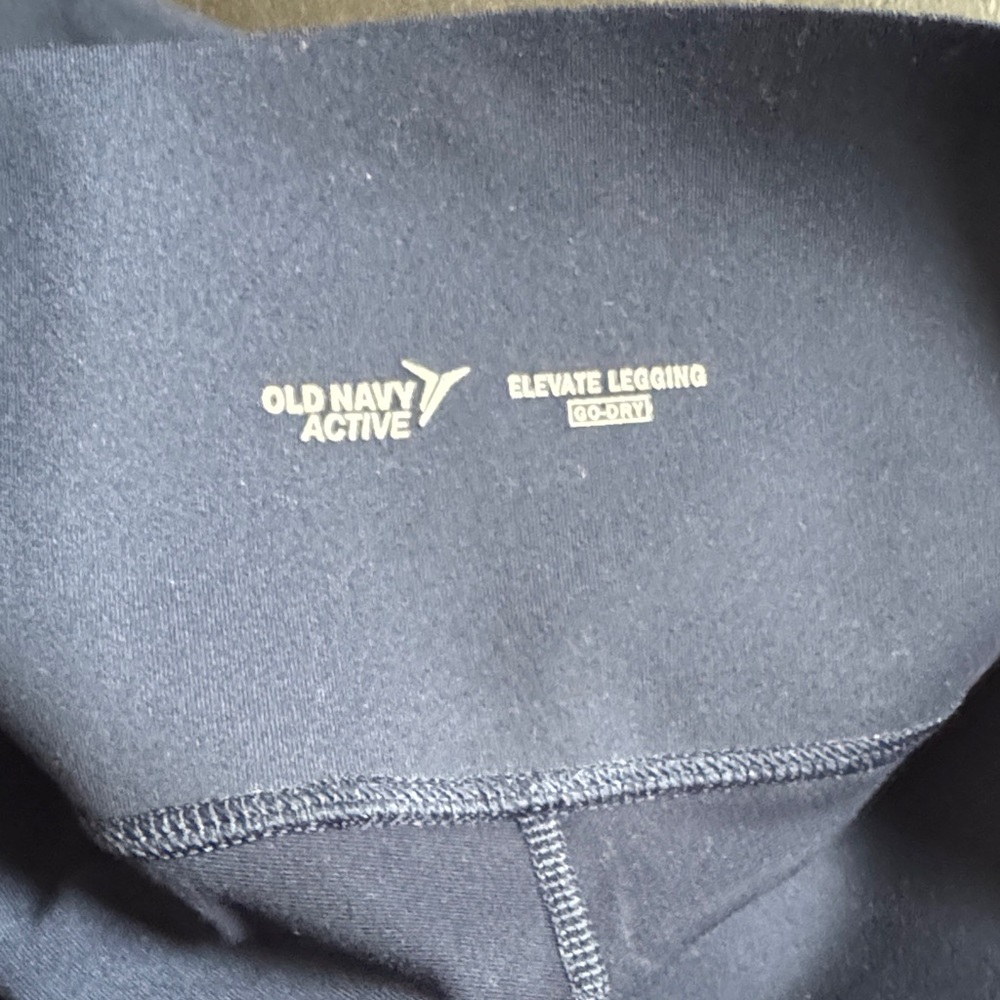 OLD NAVY
ACTIVE
ELEVATE LEGGING
GO-DRY